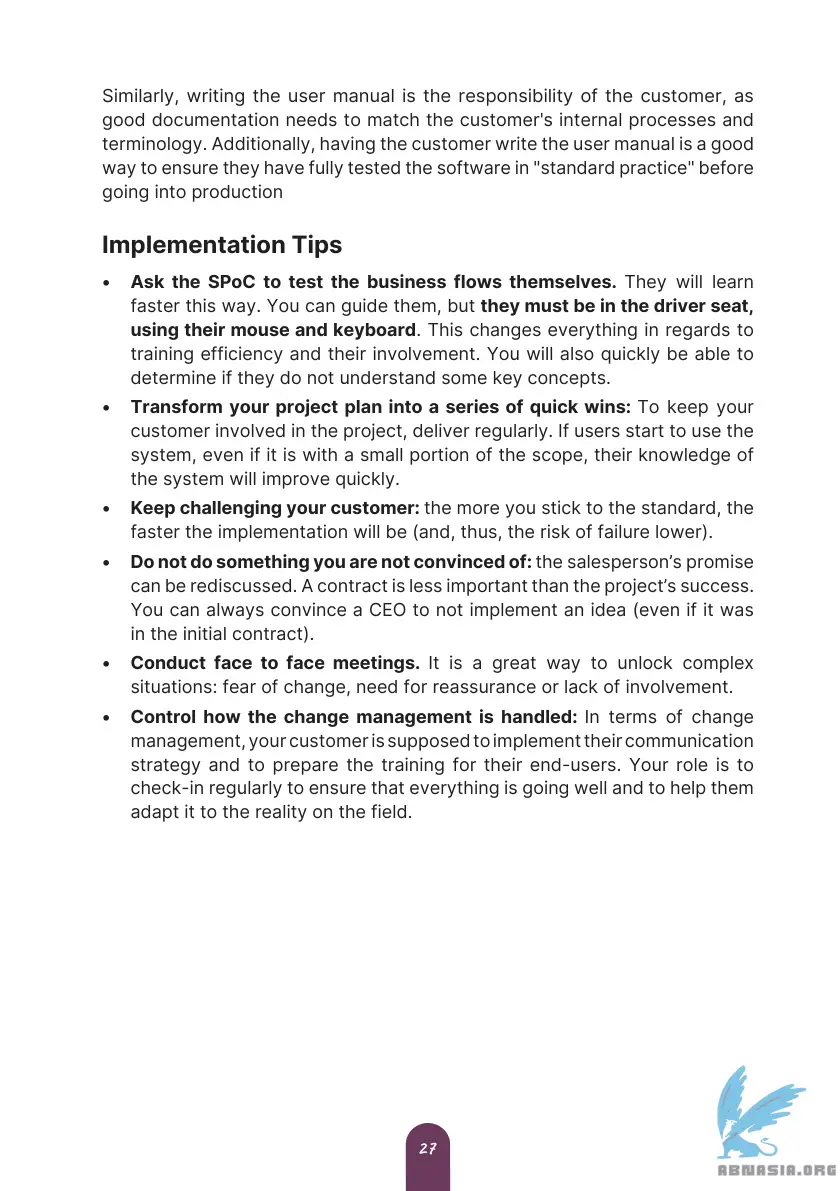 Similarly, writing the user manual is the responsibility of the customer, as
good documentation needs to match the customer's internal processes and
terminology. Additionally, having the customer write the user manual is a good
way to ensure they have fully tested the software in "standard practice" before
going into production
Implementation Tips
• Ask the SPoC to test the business flows themselves. They will learn
faster this way. You can guide them, but they must be in the driver seat,
using their mouse and keyboard. This changes everything in regards to
training efficiency and their involvement. You will also quickly be able to
determine if they do not understand some key concepts.
• Transform your project plan into a series of quick wins: To keep your
customer involved in the project, deliver regularly. If users start to use the
system, even if it is with a small portion of the scope, their knowledge of
the system will improve quickly.
• Keep challenging your customer: the more you stick to the standard, the
faster the implementation will be (and, thus, the risk of failure lower).
• Do not do something you are not convinced of: the salesperson’s promise
can be rediscussed. A contract is less important than the project’s success.
You can always convince a CEO to not implement an idea (even if it was
in the initial contract).
• Conduct face to face meetings. It is a great way to unlock complex
situations: fear of change, need for reassurance or lack of involvement.
• Control how the change management is handled: In terms of change
management, your customer is supposed to implement their communication
strategy and to prepare the training for their end-users. Your role is to
check-in regularly to ensure that everything is going well and to help them
adapt it to the reality on the field.
27
ABNASIA.ORG